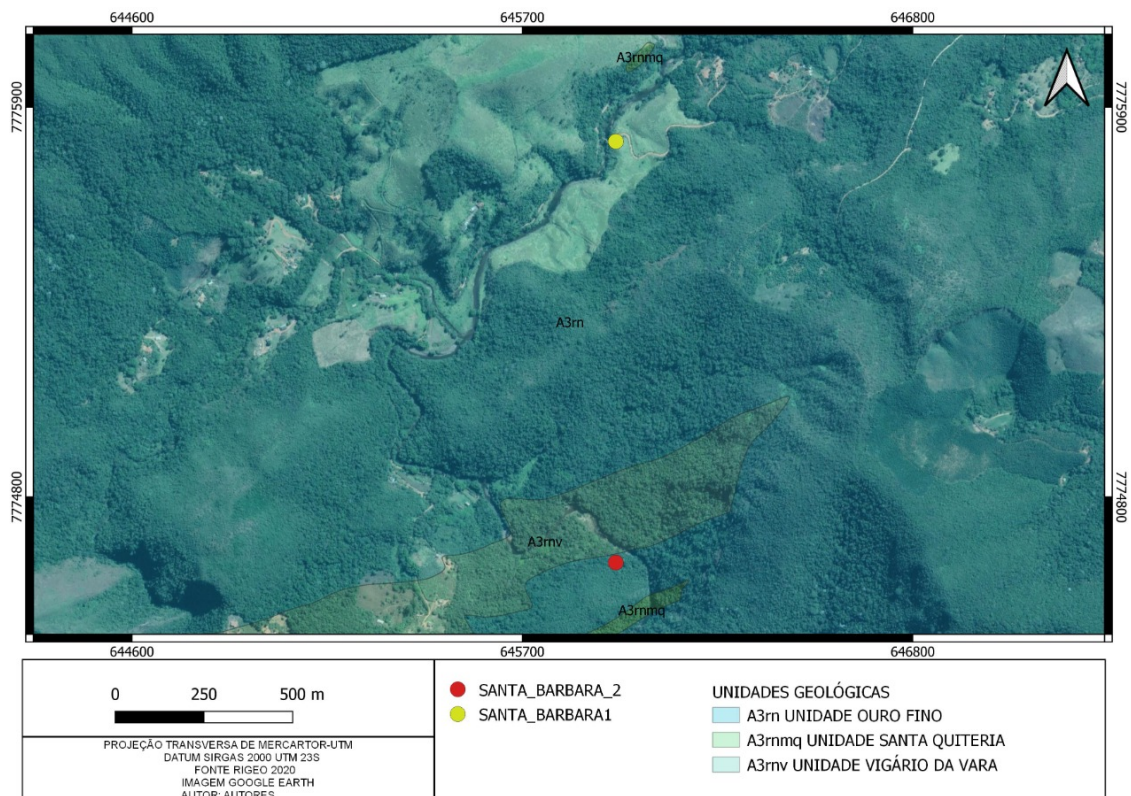 644600 645700 646800
A3rnmq
7775900 7775900
A3rn
7774800 7774800
A3rnv
A3rnmq
644600 645700 646800
0 250 500 m
PROJEÇÃO TRANSVERSA DE MERCARTOR-UTM
DATUM SIRGAS 2000 UTM 23S
FONTE RIGEO 2020
IMAGEM GOOGLE EARTH
AUTOR: AUTORES
SANTA_BARBARA_2
SANTA_BARBARA1
UNIDADES GEOLÓGICAS
A3rn UNIDADE OURO FINO
A3rnmq UNIDADE SANTA QUITERIA
A3rnv UNIDADE VIGÁRIO DA VARA